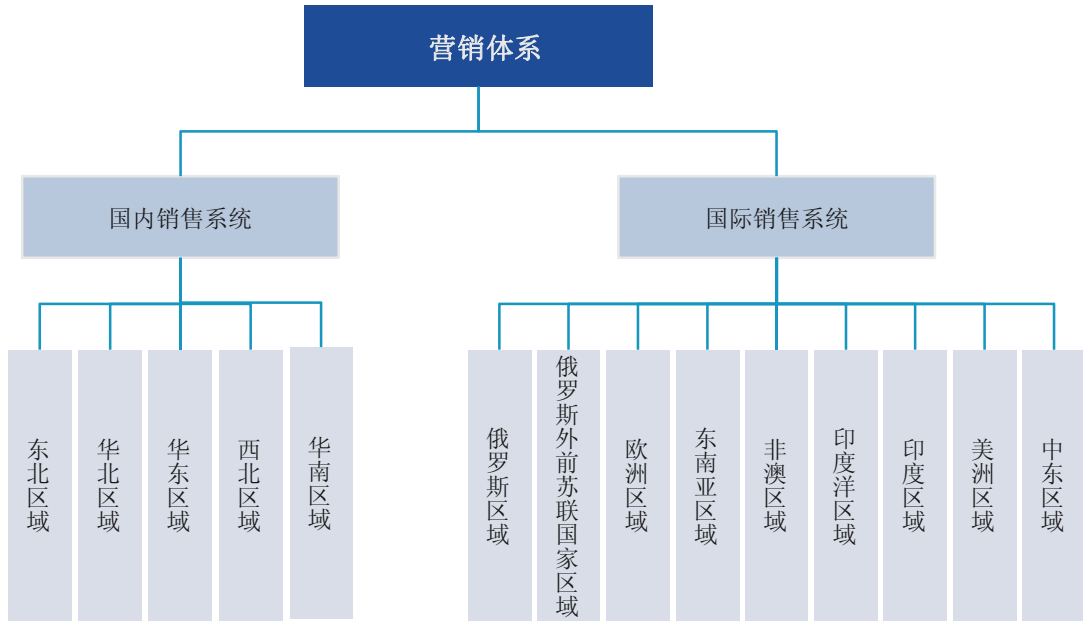 营销体系
国内销售系统
国际销售系统
东北区域
华北区域
华东区域
西北区域
华南区域
俄罗斯区域
俄罗斯外前苏联国家区域
欧洲区域
东南亚区域
非澳区域
印度洋区域
印度区域
美洲区域
中东区域